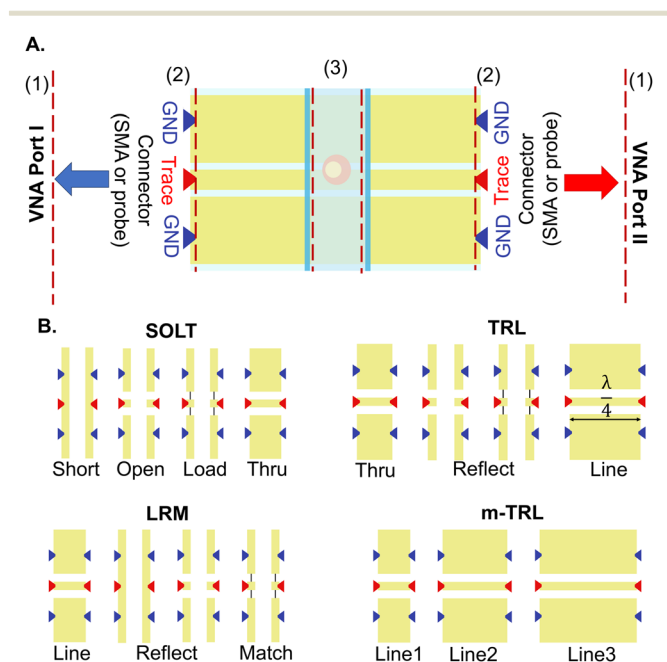 A.
(1)
(2)
(3)
(2)
(1)
VNA Port I
Connector
(SMA or probe)
GND
Trace
GND
GND
Trace
GND
Connector
(SMA or probe)
VNA Port II
B.
SOLT
Short Open Load Thru
TRL
λ
4
Thru Reflect Line
LRM
Line Reflect Match
m-TRL
Line1 Line2 Line3